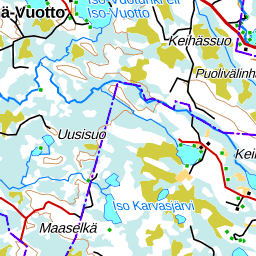 Iso-Vuotto
ä-Vuotto
Keihässuo
Puolivälinh
Uusisuo
Kei
Iso Karvasjärvi
Maaselkä